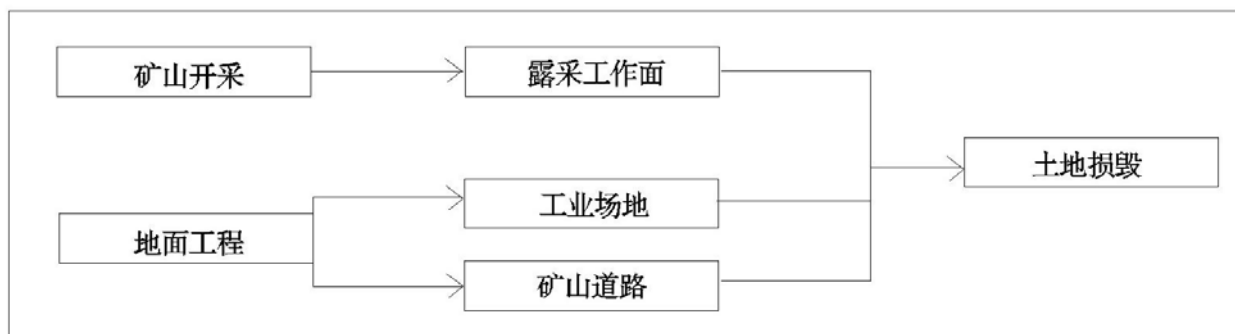 矿山开采
露采工作面
土地损毁
工业场地
地面工程
矿山道路